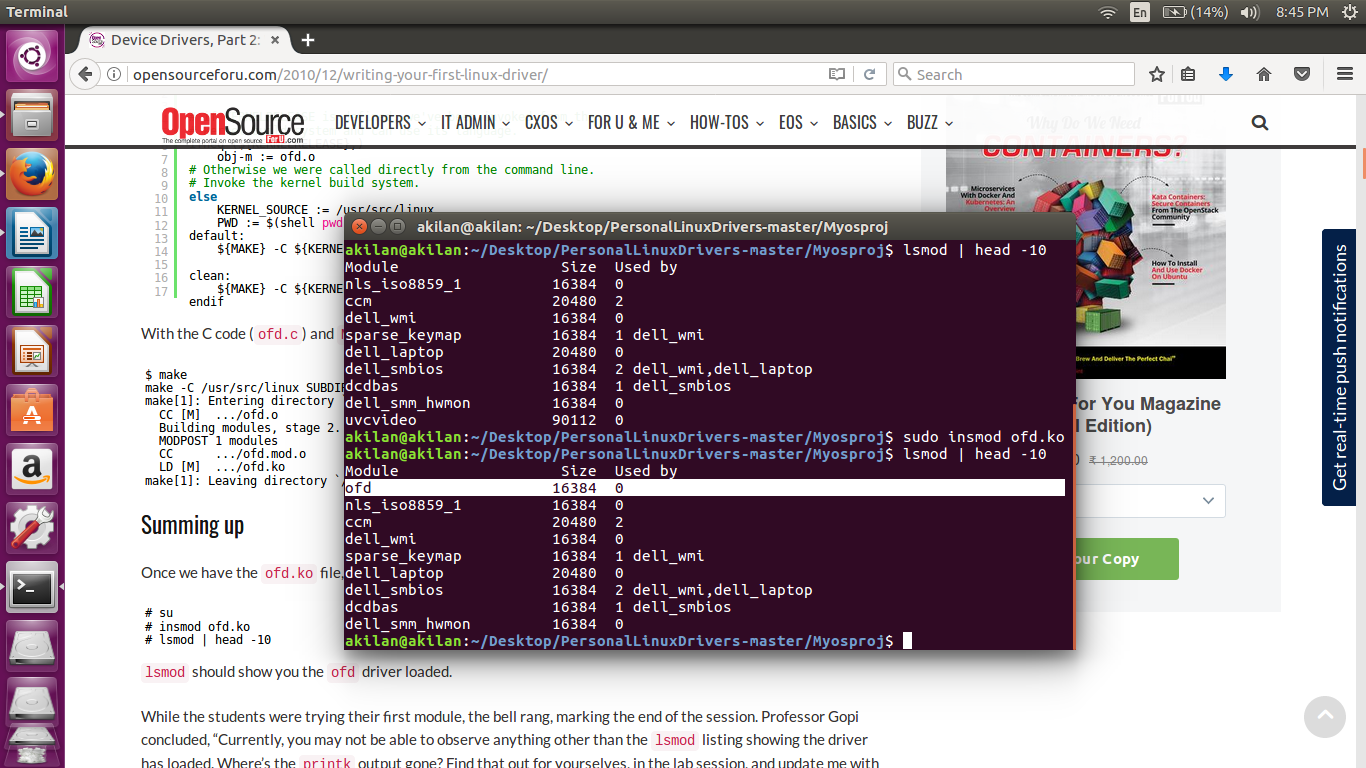 Terminal
En
(14%)
8:45 PM
Device Drivers, Part 2:
opensourceforu.com/2010/12/writing-your-first-linux-driver/
Search
OpenSource
For U.com
The complete portal on open source
DEVELOPERS
IT ADMIN
CXOS
FOR U & ME
HOW-TOS
EOS
BASICS
BUZZ
7 obj-m := ofd.o
8 # Otherwise we were called directly from the command line.
9 # Invoke the kernel build system.
10 else
11 KERNEL_SOURCE := /usr/src/linux
12 PWD := $(shell pwd
13 default:
14 ${MAKE} -C ${KERNE
15
16 clean:
17 ${MAKE} -C ${KERNE
endif
With the C code ( ofd.c ) and
$ make
make -C /usr/src/linux SUBDI
make[1]: Entering directory
CC [M] .../ofd.o
Building modules, stage 2.
MODPOST 1 modules
CC .../ofd.mod.o
LD [M] .../ofd.ko
make[1]: Leaving directory `
Summing up
Once we have the ofd.ko file,
# su
# insmod ofd.ko
# lsmod | head -10
lsmod should show you the ofd driver loaded.
While the students were trying their first module, the bell rang, marking the end of the session. Professor Gopi
concluded, “Currently, you may not be able to observe anything other than the lsmod listing showing the driver
has loaded. Where’s the printk output gone? Find that out for yourselves, in the lab session, and update me with
akilan@akilan: ~/Desktop/PersonalLinuxDrivers-master/Myosproj
akilan@akilan:~/Desktop/PersonalLinuxDrivers-master/Myosproj$ lsmod | head -10
Module Size Used by
nls_iso8859_1 16384 0
ccm 20480 2
dell_wmi 16384 0
sparse_keymap 16384 1 dell_wmi
dell_laptop 20480 0
dell_smbios 16384 2 dell_wmi,dell_laptop
dcdbas 16384 1 dell_smbios
dell_smm_hwmon 16384 0
uvcvideo 90112 0
akilan@akilan:~/Desktop/PersonalLinuxDrivers-master/Myosproj$ sudo insmod ofd.ko
akilan@akilan:~/Desktop/PersonalLinuxDrivers-master/Myosproj$ lsmod | head -10
Module Size Used by
ofd 16384 0
nls_iso8859_1 16384 0
ccm 20480 2
dell_wmi 16384 0
sparse_keymap 16384 1 dell_wmi
dell_laptop 20480 0
dell_smbios 16384 2 dell_wmi,dell_laptop
dcdbas 16384 1 dell_smbios
dell_smm_hwmon 16384 0
akilan@akilan:~/Desktop/PersonalLinuxDrivers-master/Myosproj$
Why Do We Need
CONTAINERS?
Microservices
With Docker And
Kubernetes: An
Overview
Kata Containers:
Secure Containers
From The OpenStack
Community
How To Install
And Use Docker
On Ubuntu
Brew And Deliver The Perfect Chai"
For You Magazine
Edition)
₹ 1,200.00
our Copy
Get real-time push notifications